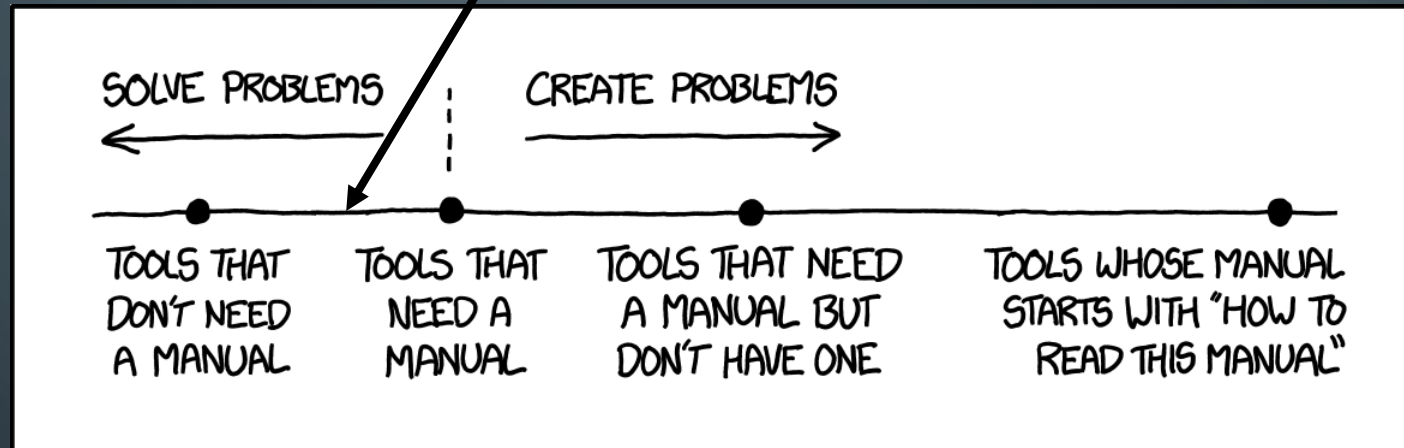 SOLVE PROBLEMS
CREATE PROBLEMS
TOOLS THAT
DON'T NEED
A MANUAL
TOOLS THAT
NEED A
MANUAL
TOOLS THAT NEED
A MANUAL BUT
DON'T HAVE ONE
TOOLS WHOSE MANUAL
STARTS WITH "HOW TO
READ THIS MANUAL"